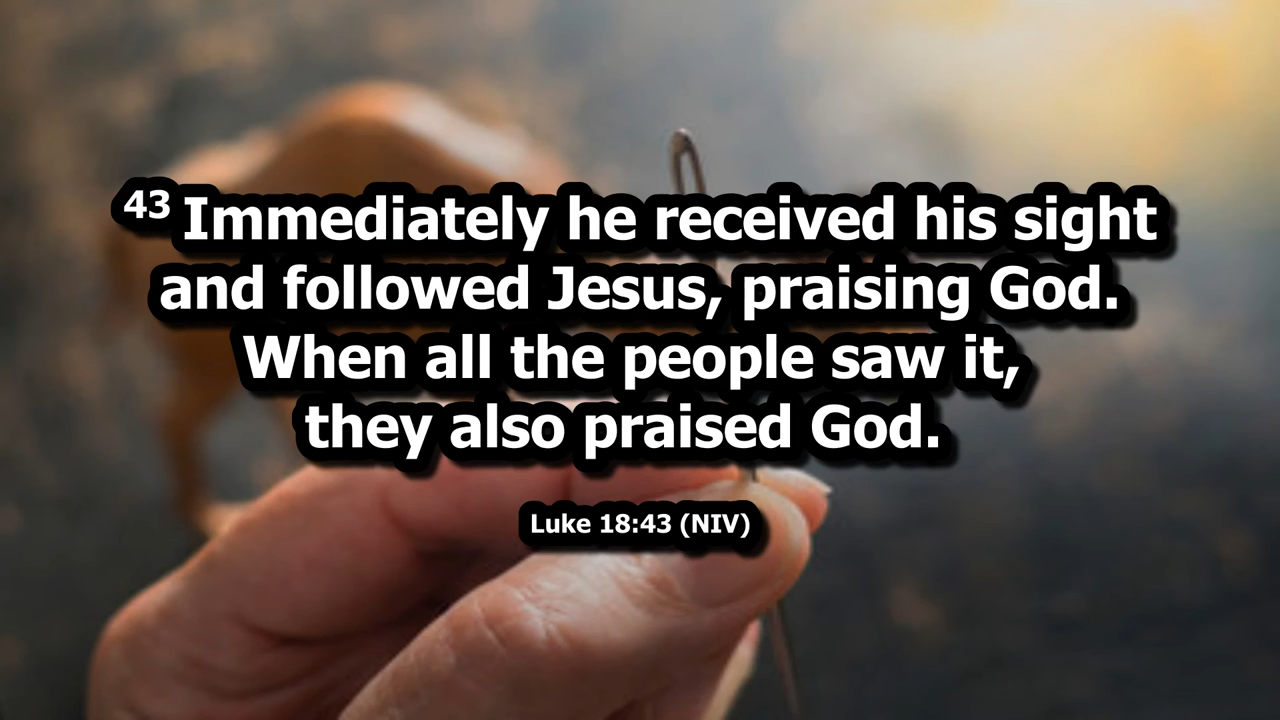 43 Immediately he received his sight
and followed Jesus, praising God.
When all the people saw it,
they also praised God.
Luke 18:43 (NIV)